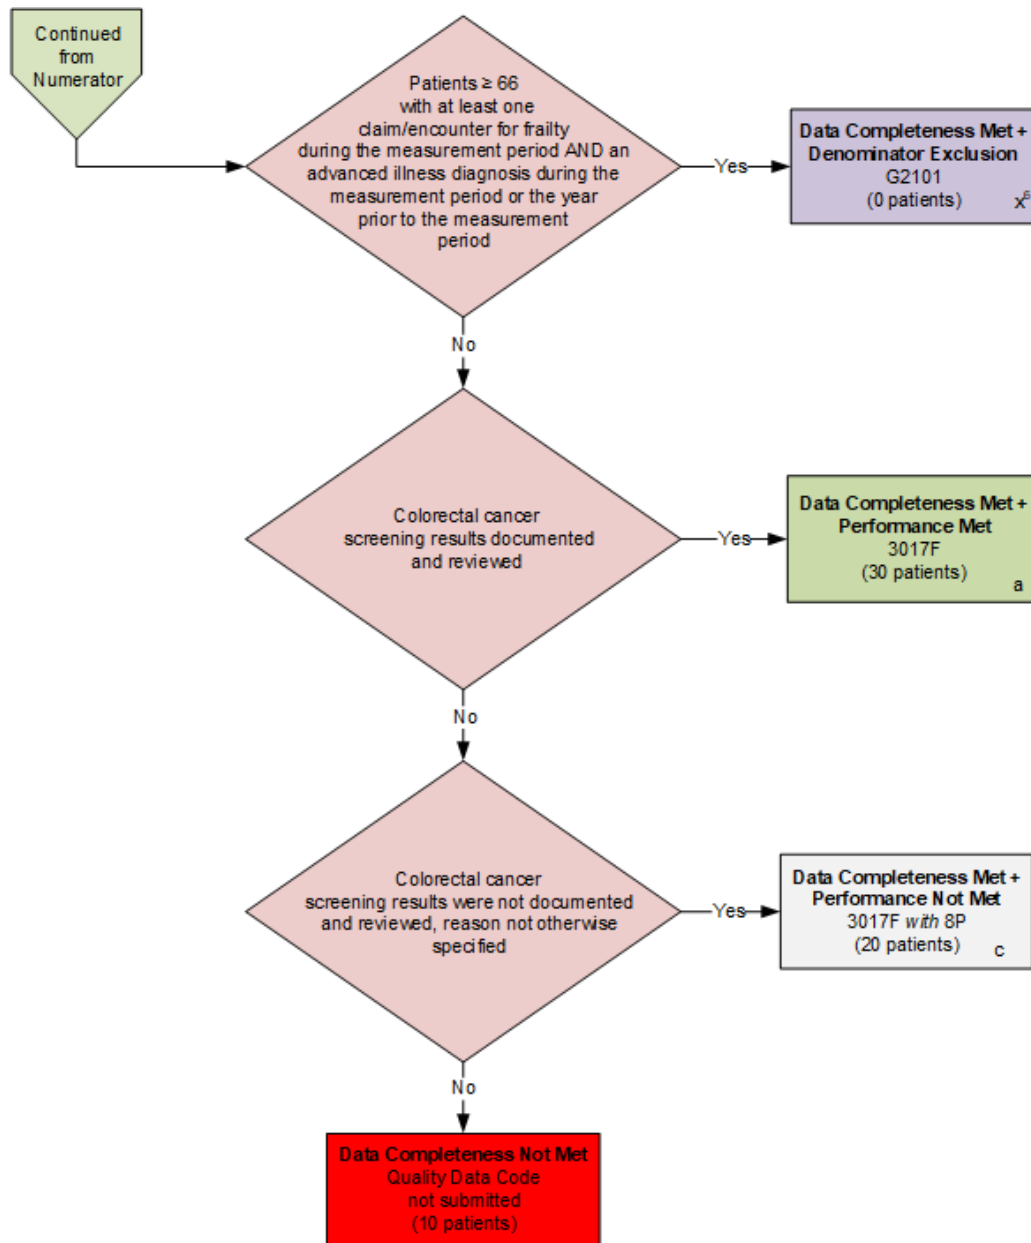 Continued
from
Numerator
Patients ≥ 66
with at least one
claim/encounter for frailty
during the measurement period AND an
advanced illness diagnosis during the
measurement period or the year
prior to the measurement
period
Yes
Data Completeness Met +
Denominator Exclusion
G2101
(0 patients)
x⁶
No
Colorectal cancer
screening results documented
and reviewed
Yes
Data Completeness Met +
Performance Met
3017F
(30 patients)
a
No
Colorectal cancer
screening results were not documented
and reviewed, reason not otherwise
specified
Yes
Data Completeness Met +
Performance Not Met
3017F with 8P
(20 patients)
c
No
Data Completeness Not Met
Quality Data Code
not submitted
(10 patients)